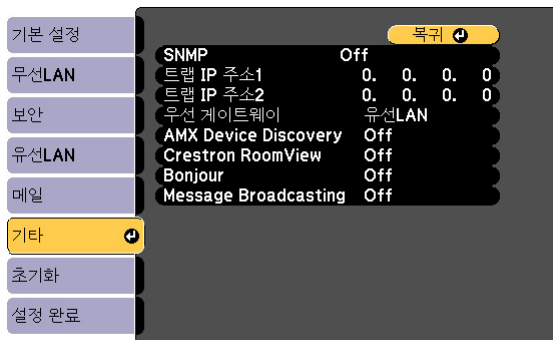 기본 설정
무선LAN
보안
유선LAN
메일
기타
초기화
설정 완료
복귀
SNMP Off
트랩 IP 주소1 0. 0. 0. 0
트랩 IP 주소2 0. 0. 0. 0
우선 게이트웨이 유선LAN
AMX Device Discovery Off
Crestron RoomView Off
Bonjour Off
Message Broadcasting Off